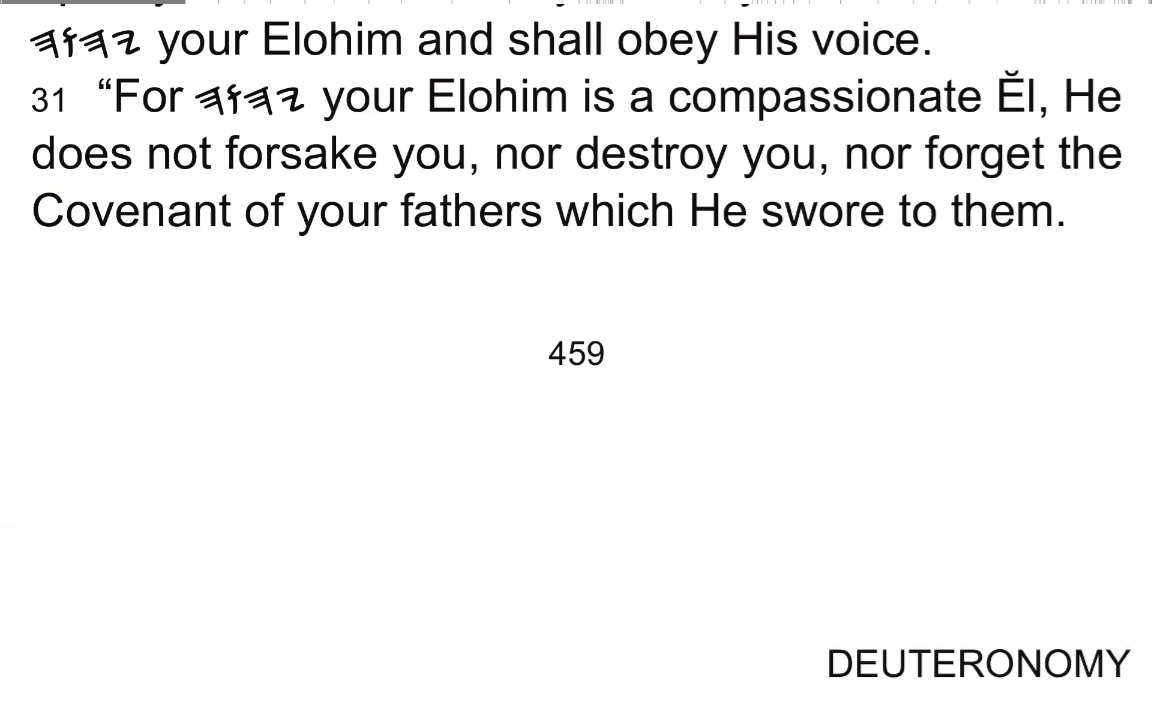 𐤉𐤄𐤅𐤄 your Elohim and shall obey His voice.
31 “For 𐤉𐤄𐤅𐤄 your Elohim is a compassionate Ĕl, He
does not forsake you, nor destroy you, nor forget the
Covenant of your fathers which He swore to them.
459
DEUTERONOMY